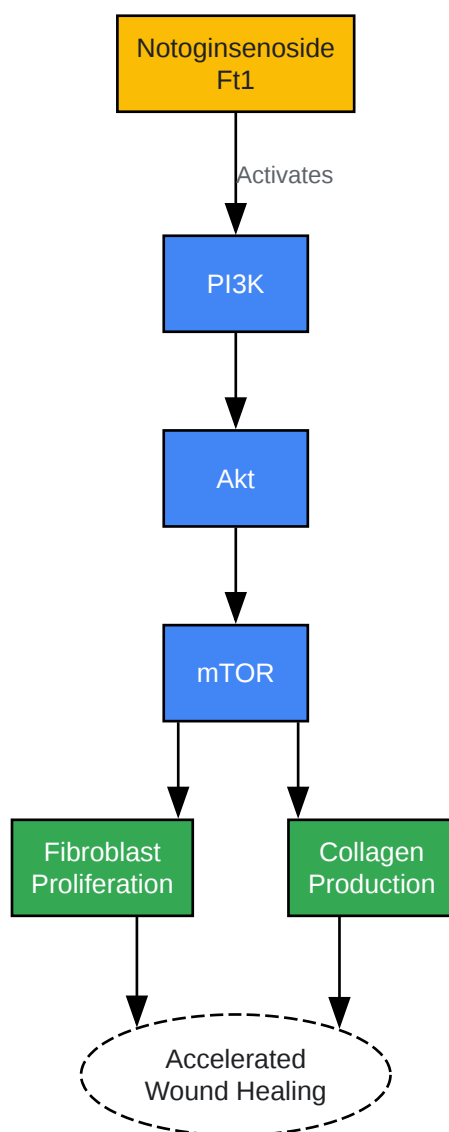 Notoginsenoside
Ft1
Activates
PI3K
Akt
mTOR
Fibroblast
Proliferation
Collagen
Production
Accelerated
Wound Healing